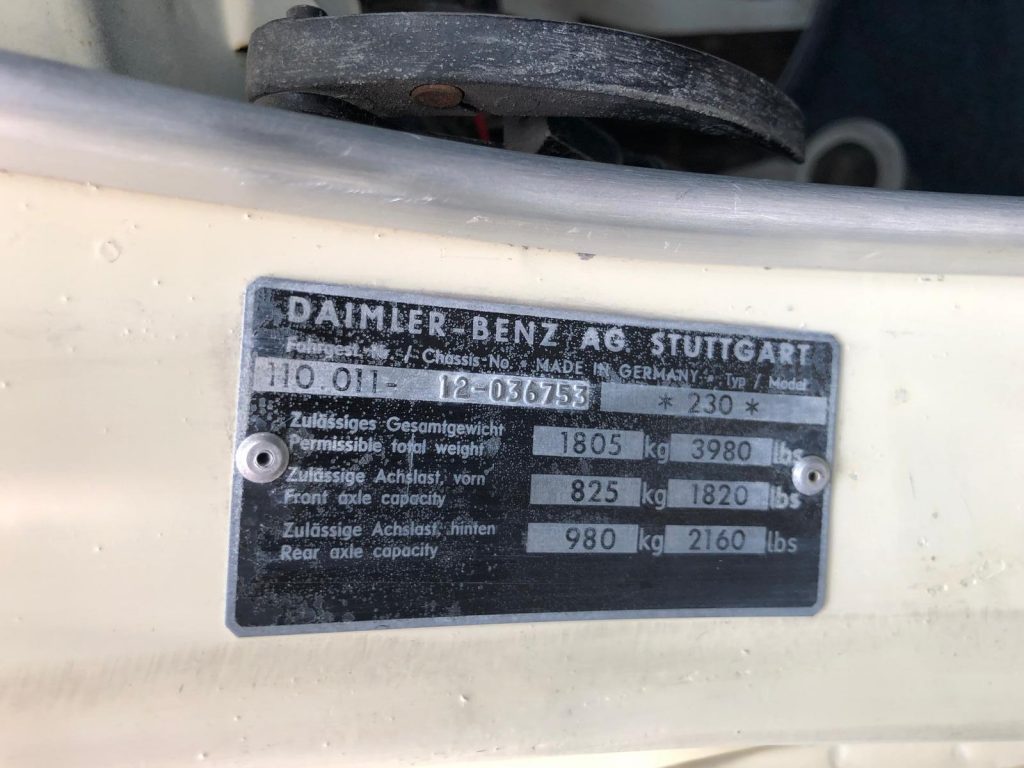 DAIMLER-BENZ AG STUTTGART
Fahrgest.-Nr. / Chassis-No. • MADE IN GERMANY • Typ / Model
110.011- 12-036753 * 230 *
Zulässiges Gesamtgewicht
Permissible total weight 1805 kg 3980 lbs
Zulässige Achslast, vorn
Front axle capacity 825 kg 1820 lbs
Zulässige Achslast, hinten
Rear axle capacity 980 kg 2160 lbs